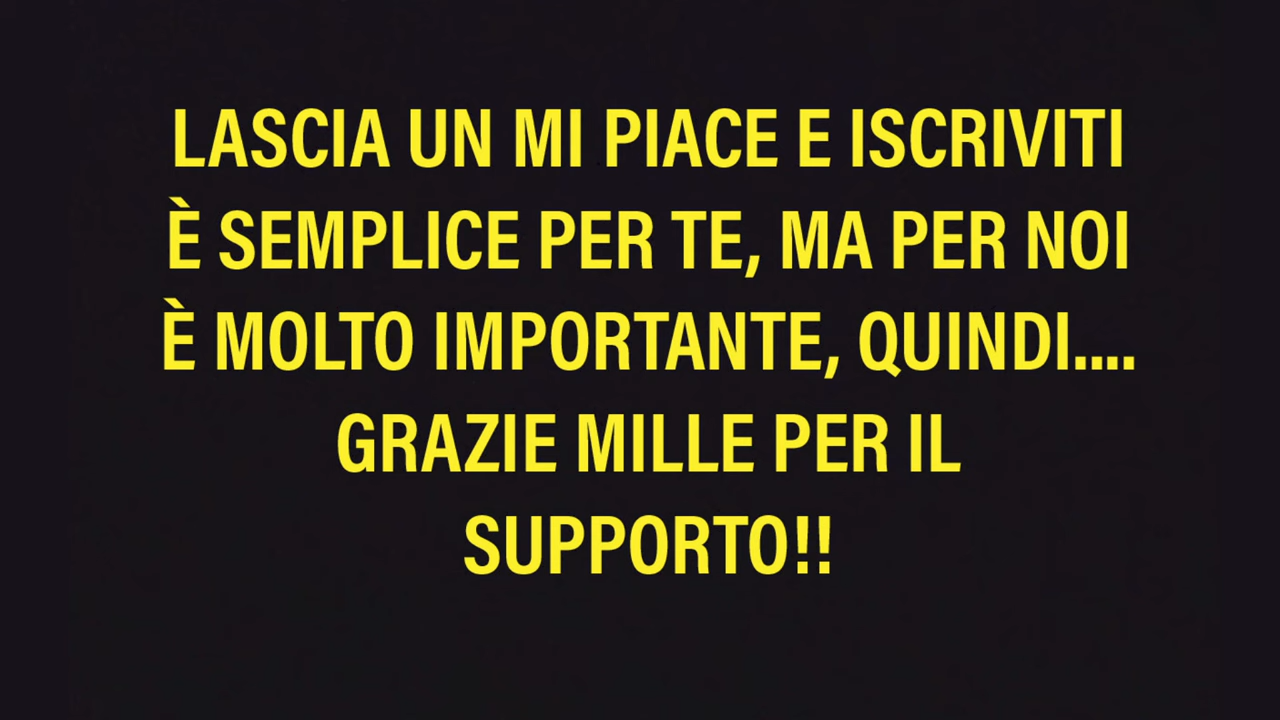 LASCIA UN MI PIACE E ISCRIVITI
È SEMPLICE PER TE, MA PER NOI
È MOLTO IMPORTANTE, QUINDI....
GRAZIE MILLE PER IL
SUPPORTO!!